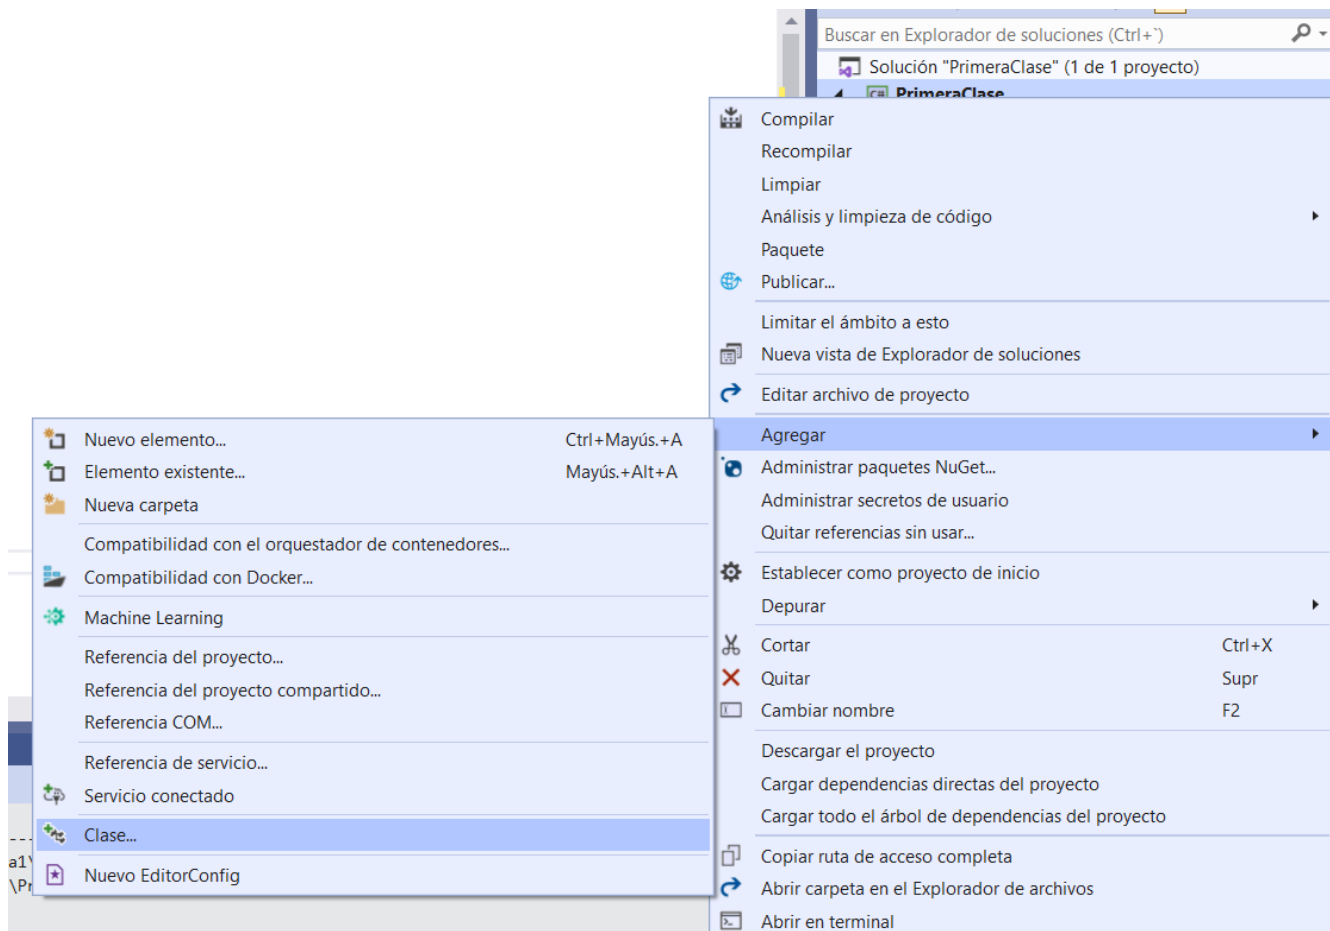 Buscar en Explorador de soluciones (Ctrl+`)
Solución "PrimeraClase" (1 de 1 proyecto)
C# PrimeraClase
Compilar
Recompilar
Limpiar
Análisis y limpieza de código
Paquete
Publicar...
Limitar el ámbito a esto
Nueva vista de Explorador de soluciones
Editar archivo de proyecto
Agregar
Administrar paquetes NuGet...
Administrar secretos de usuario
Quitar referencias sin usar...
Establecer como proyecto de inicio
Depurar
Cortar Ctrl+X
Quitar Supr
Cambiar nombre F2
Descargar el proyecto
Cargar dependencias directas del proyecto
Cargar todo el árbol de dependencias del proyecto
Copiar ruta de acceso completa
Abrir carpeta en el Explorador de archivos
Abrir en terminal
Nuevo elemento... Ctrl+Mayús.+A
Elemento existente... Mayús.+Alt+A
Nueva carpeta
Compatibilidad con el orquestador de contenedores...
Compatibilidad con Docker...
Machine Learning
Referencia del proyecto...
Referencia del proyecto compartido...
Referencia COM...
Referencia de servicio...
Servicio conectado
Clase...
Nuevo EditorConfig
a1\
\Pr